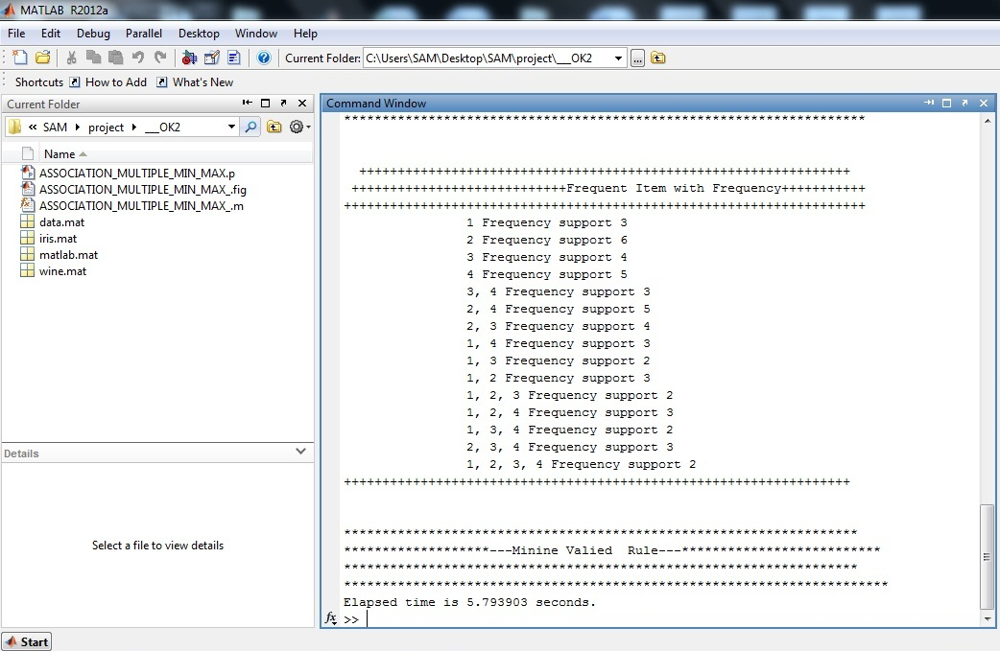 MATLAB R2012a
File Edit Debug Parallel Desktop Window Help
Current Folder: C:\Users\SAM\Desktop\SAM\project\___OK2
Shortcuts How to Add What's New
Current Folder
« SAM project ___OK2
Name
ASSOCIATION_MULTIPLE_MIN_MAX.p
ASSOCIATION_MULTIPLE_MIN_MAX_.fig
ASSOCIATION_MULTIPLE_MIN_MAX_.m
data.mat
iris.mat
matlab.mat
wine.mat
Details
Select a file to view details
Command Window
********************************************************************
++++++++++++++++++++++++++++++++++++++++++++++++++++++++++++++++
++++++++++++++++++++++++++++Frequent Item with Frequency+++++++++++
++++++++++++++++++++++++++++++++++++++++++++++++++++++++++++++++++++
1 Frequency support 3
2 Frequency support 6
3 Frequency support 4
4 Frequency support 5
3, 4 Frequency support 3
2, 4 Frequency support 5
2, 3 Frequency support 4
1, 4 Frequency support 3
1, 3 Frequency support 2
1, 2 Frequency support 3
1, 2, 3 Frequency support 2
1, 2, 4 Frequency support 3
1, 3, 4 Frequency support 2
2, 3, 4 Frequency support 3
1, 2, 3, 4 Frequency support 2
++++++++++++++++++++++++++++++++++++++++++++++++++++++++++++++++++
*******************************************************************
*******************---Minine Valied  Rule---**************************
*******************************************************************
***********************************************************************
Elapsed time is 5.793903 seconds.
fx >>
Start